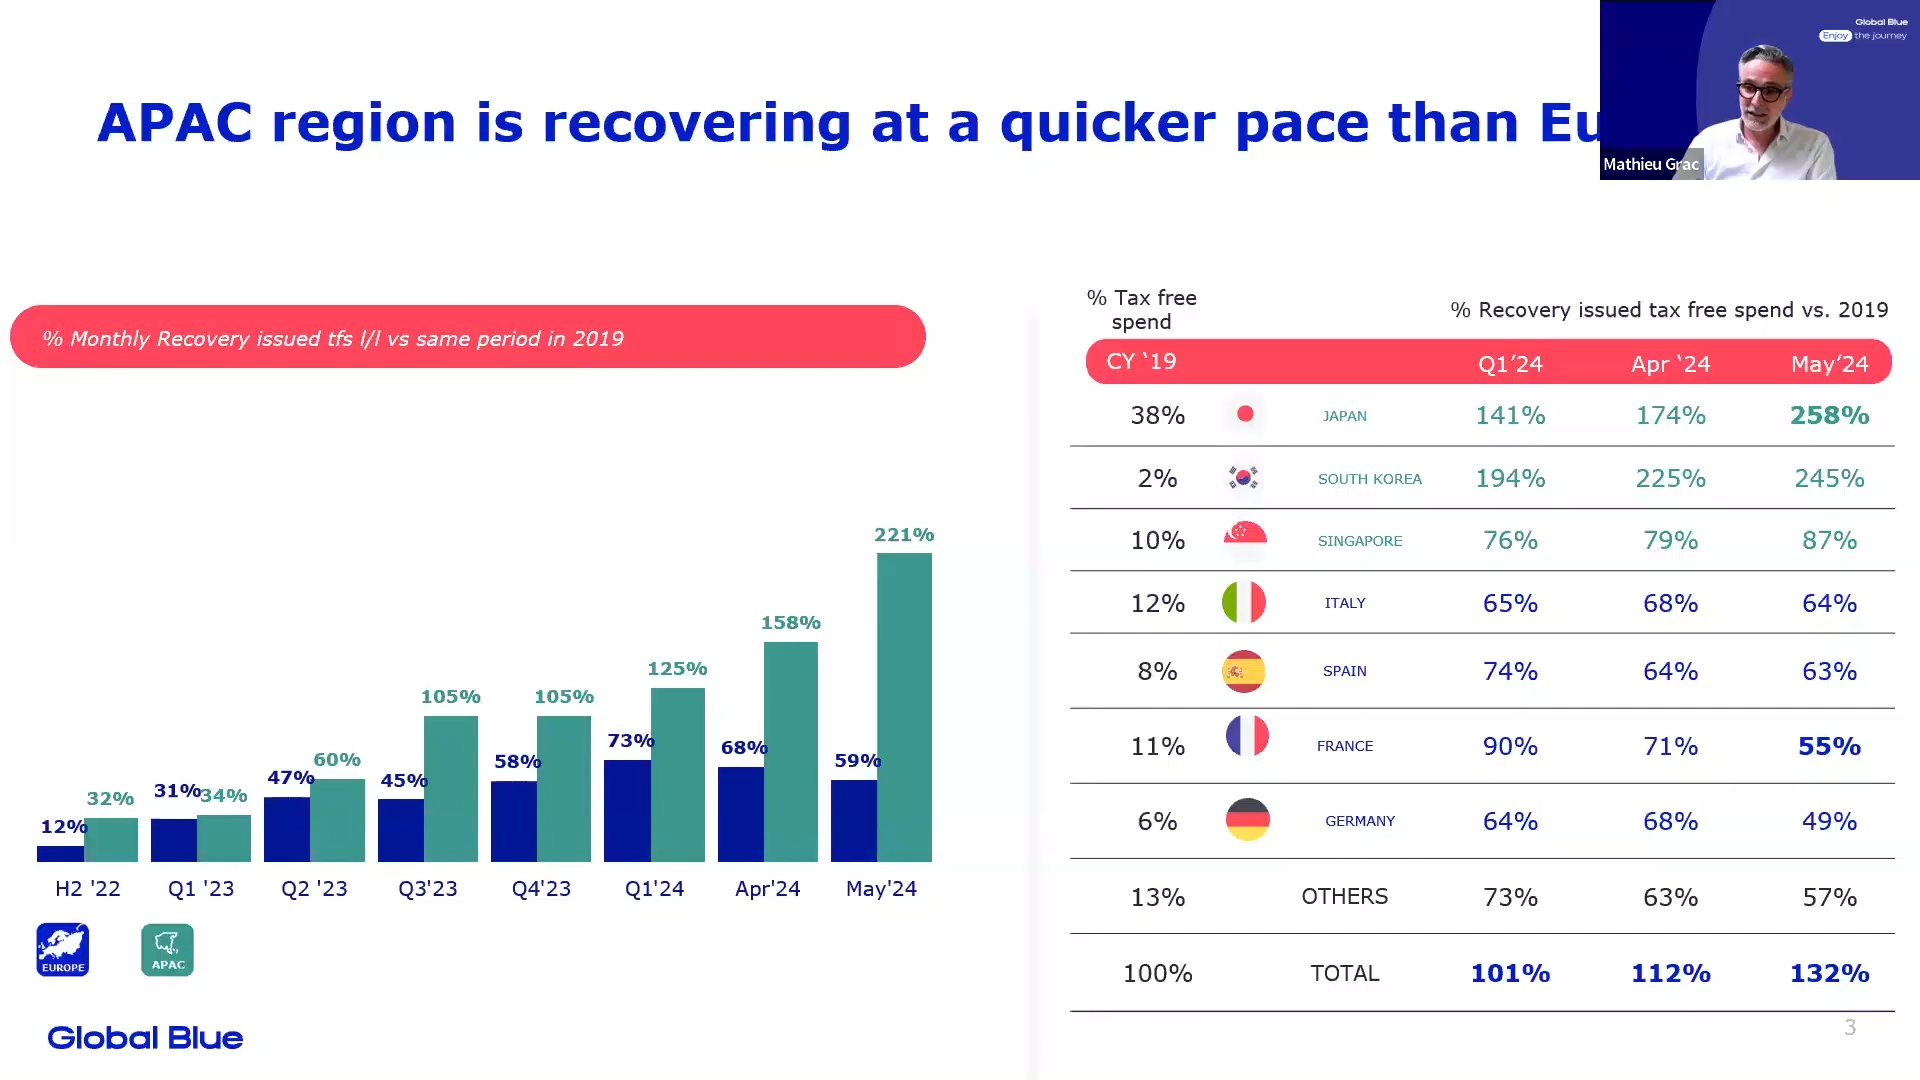 Global Blue
Enjoy the journey
APAC region is recovering at a quicker pace than Eu
Mathieu Grac
% Monthly Recovery issued tfs l/l vs same period in 2019
12% 32% 31% 34% 47% 60% 45% 105% 58% 105% 73% 125% 68% 158% 59% 221%
H2 '22 Q1 '23 Q2 '23 Q3'23 Q4'23 Q1'24 Apr'24 May'24
EUROPE APAC
% Tax free
spend
% Recovery issued tax free spend vs. 2019
CY ‘19 Q1’24 Apr ‘24 May’24
38% JAPAN 141% 174% 258%
2% SOUTH KOREA 194% 225% 245%
10% SINGAPORE 76% 79% 87%
12% ITALY 65% 68% 64%
8% SPAIN 74% 64% 63%
11% FRANCE 90% 71% 55%
6% GERMANY 64% 68% 49%
13% OTHERS 73% 63% 57%
100% TOTAL 101% 112% 132%
Global Blue
3